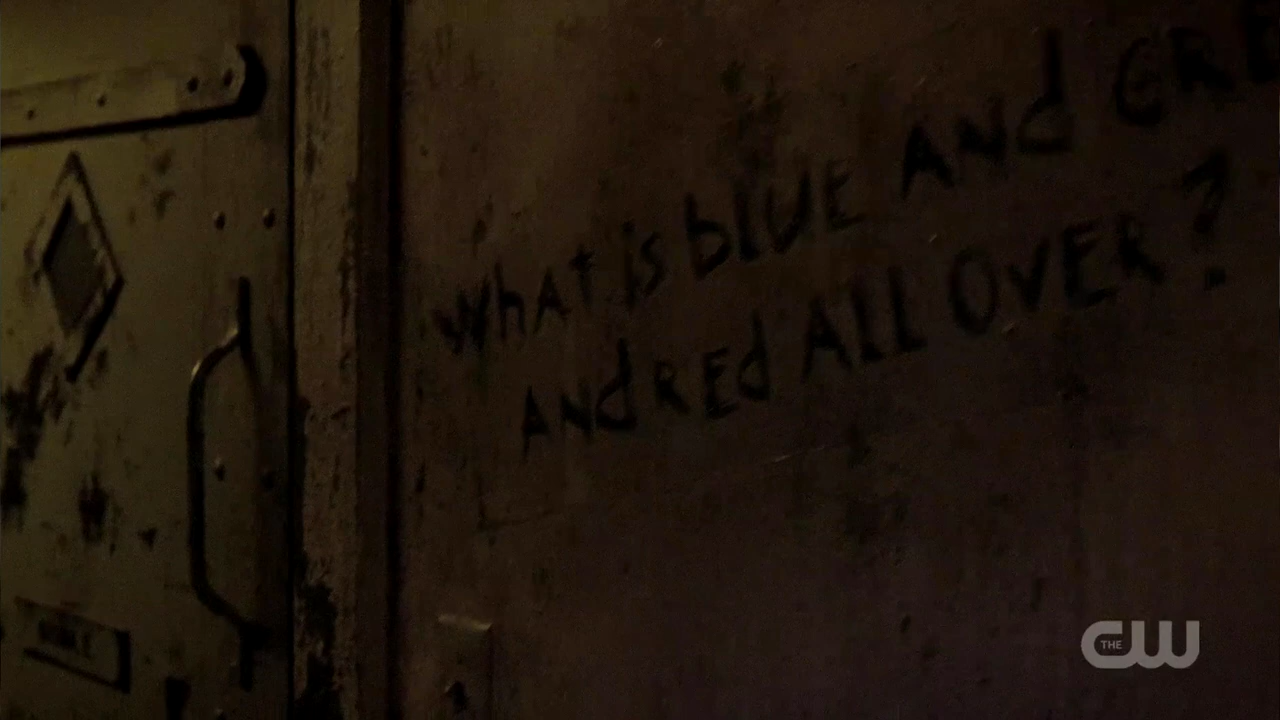 WhAt is blUE ANd GRE
ANd REd All OVER?
THE CW